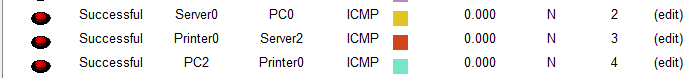 Successful Server0 PC0 ICMP 0.000 N 2 (edit)
Successful Printer0 Server2 ICMP 0.000 N 3 (edit)
Successful PC2 Printer0 ICMP 0.000 N 4 (edit)